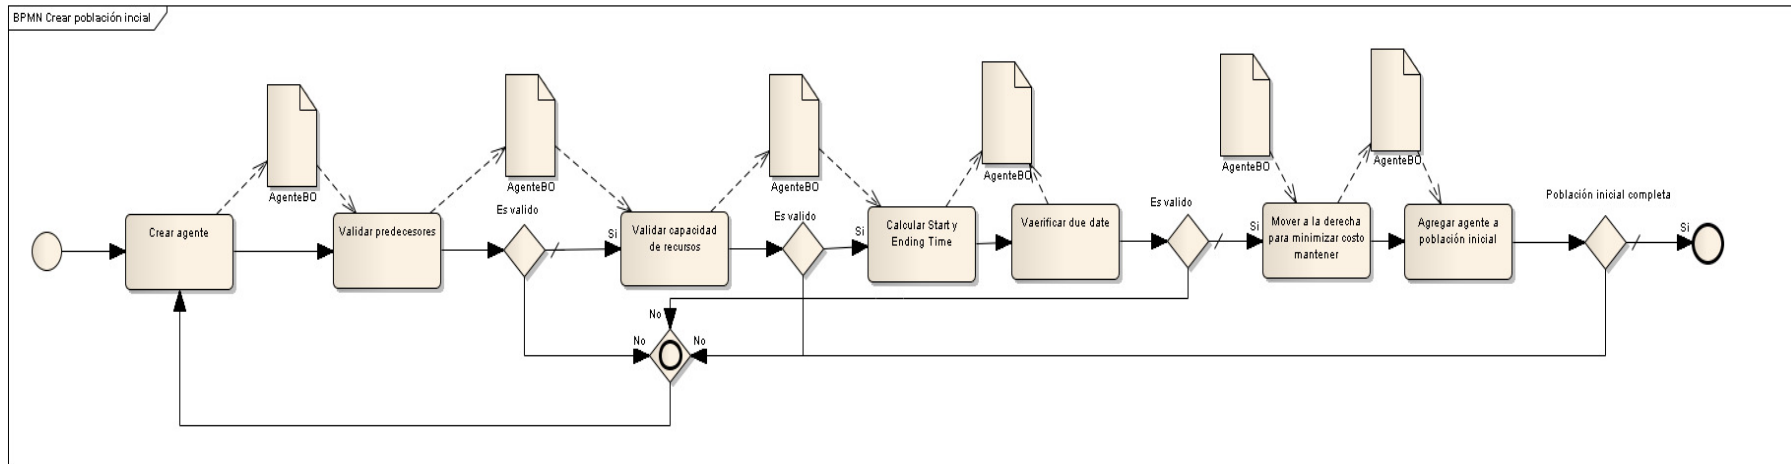 BPMN Crear población incial
AgenteBO
AgenteBO
AgenteBO
AgenteBO
AgenteBO
AgenteBO
Crear agente
Validar predecesores
Es valido
Si
Validar capacidad
de recursos
Es valido
Si
Calcular Start y
Ending Time
Vaerificar due date
Es valido
Si
Mover a la derecha
para minimizar costo
mantener
Agregar agente a
población inicial
Población inicial completa
Si
No
No
No